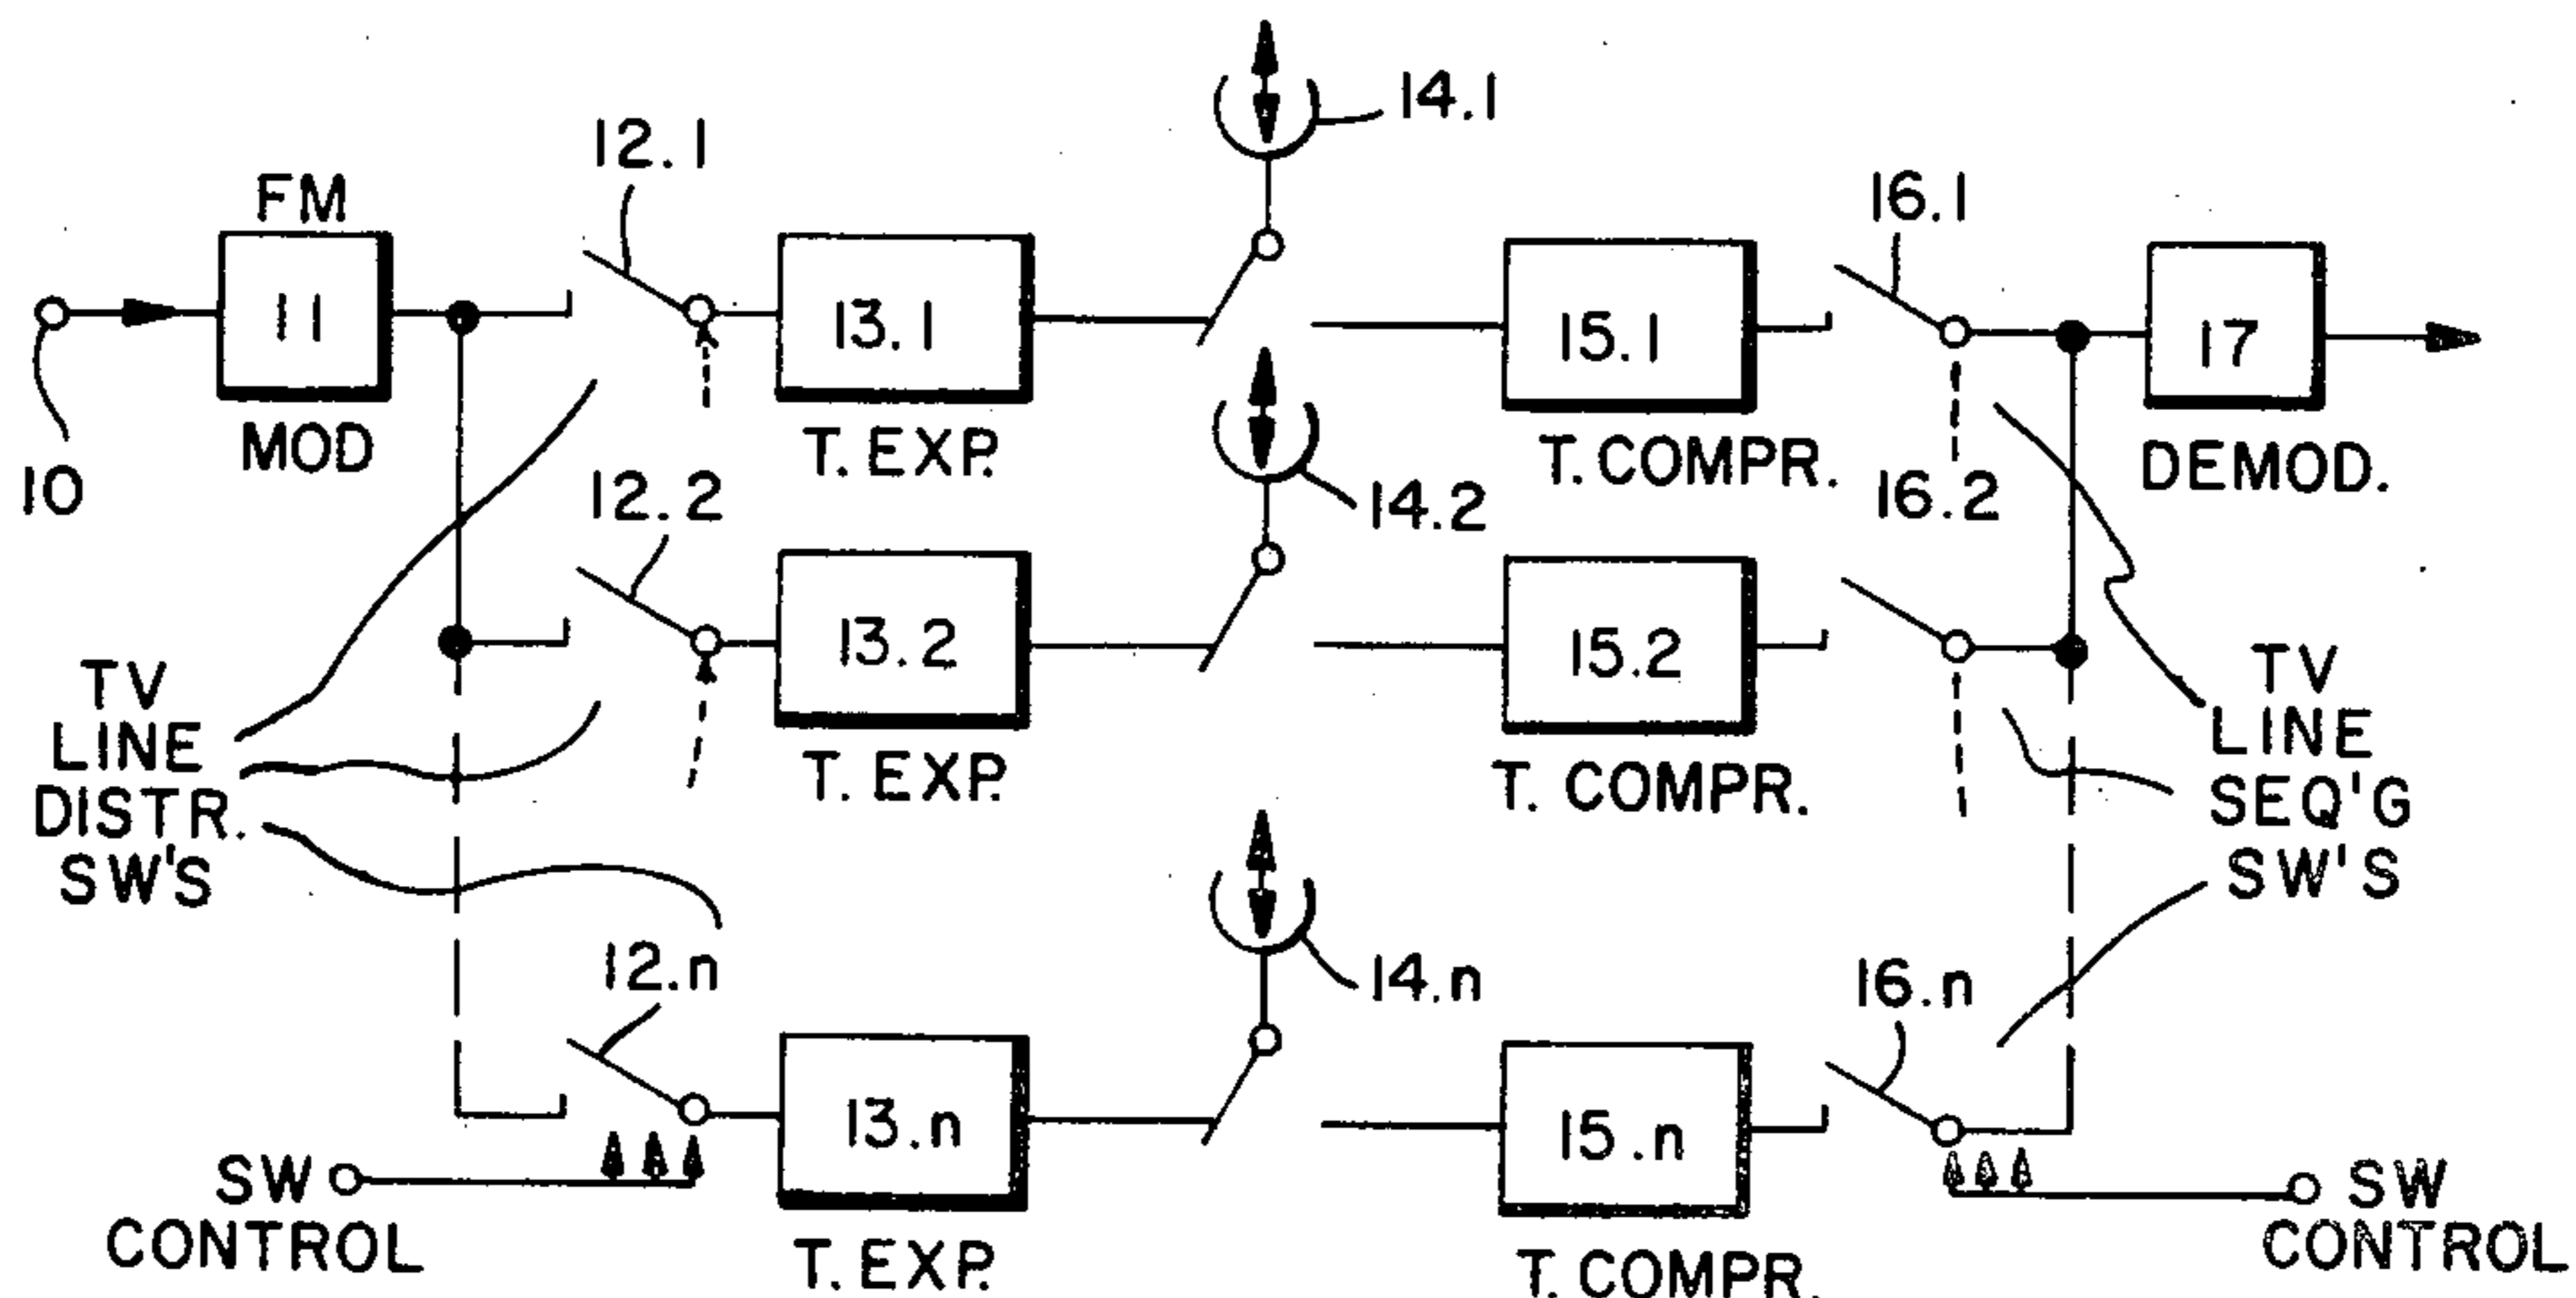 14.1
12.1
16.1
FM
11
13.1
15.1
17
MOD
T. EXP.
T. COMPR.
DEMOD.
10
12.2
14.2
16.2
13.2
15.2
TV
LINE
DISTR.
SW'S
T. EXP.
T. COMPR.
TV
LINE
SEQ'G
SW'S
12.n
14.n
16.n
13.n
15.n
SW
CONTROL
T. EXP.
T. COMPR.
SW
CONTROL